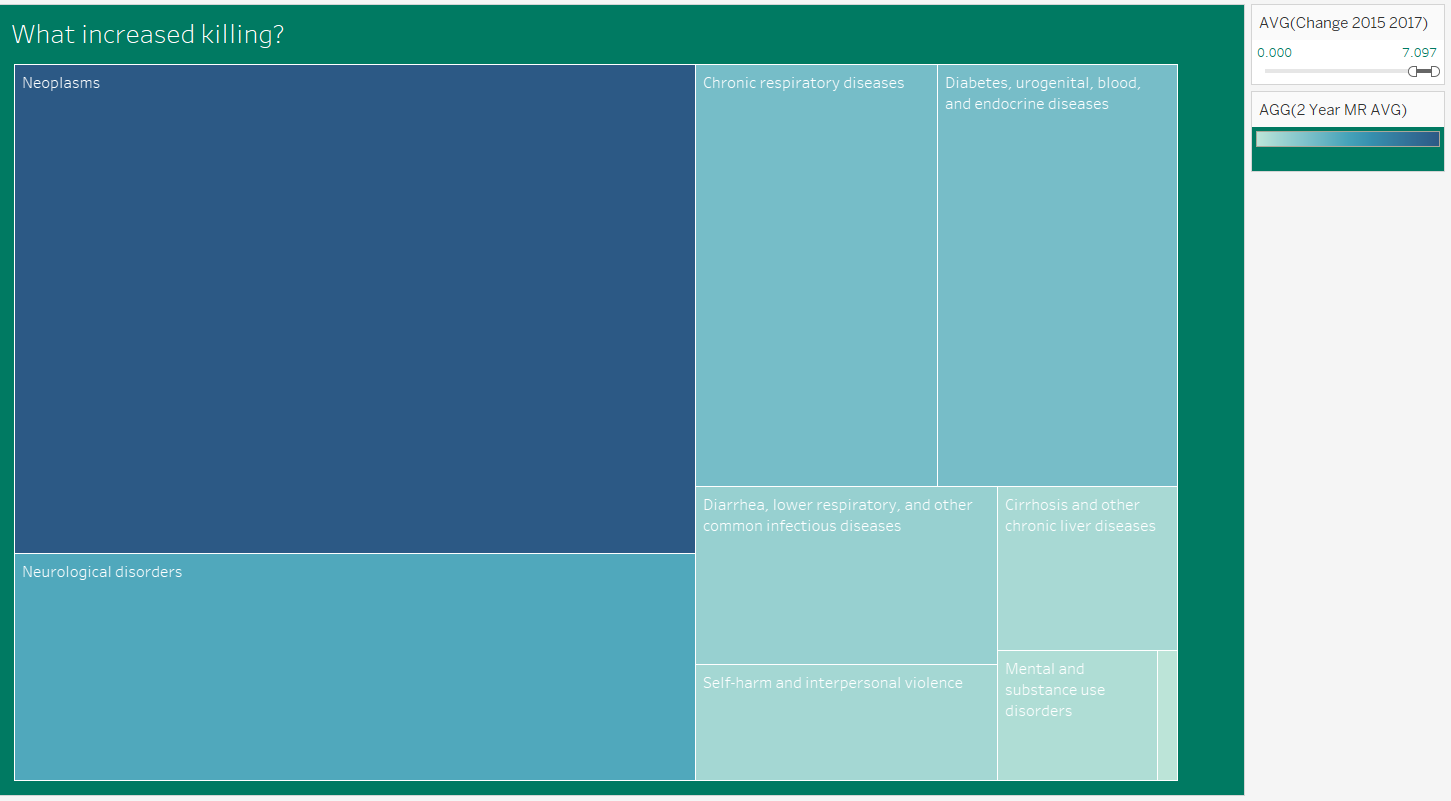 What increased killing?
Neoplasms
Chronic respiratory diseases
Diabetes, urogenital, blood,
and endocrine diseases
Neurological disorders
Diarrhea, lower respiratory, and other
common infectious diseases
Cirrhosis and other
chronic liver diseases
Self-harm and interpersonal violence
Mental and
substance use
disorders
AVG(Change 2015 2017)
0.000 7.097
AGG(2 Year MR AVG)